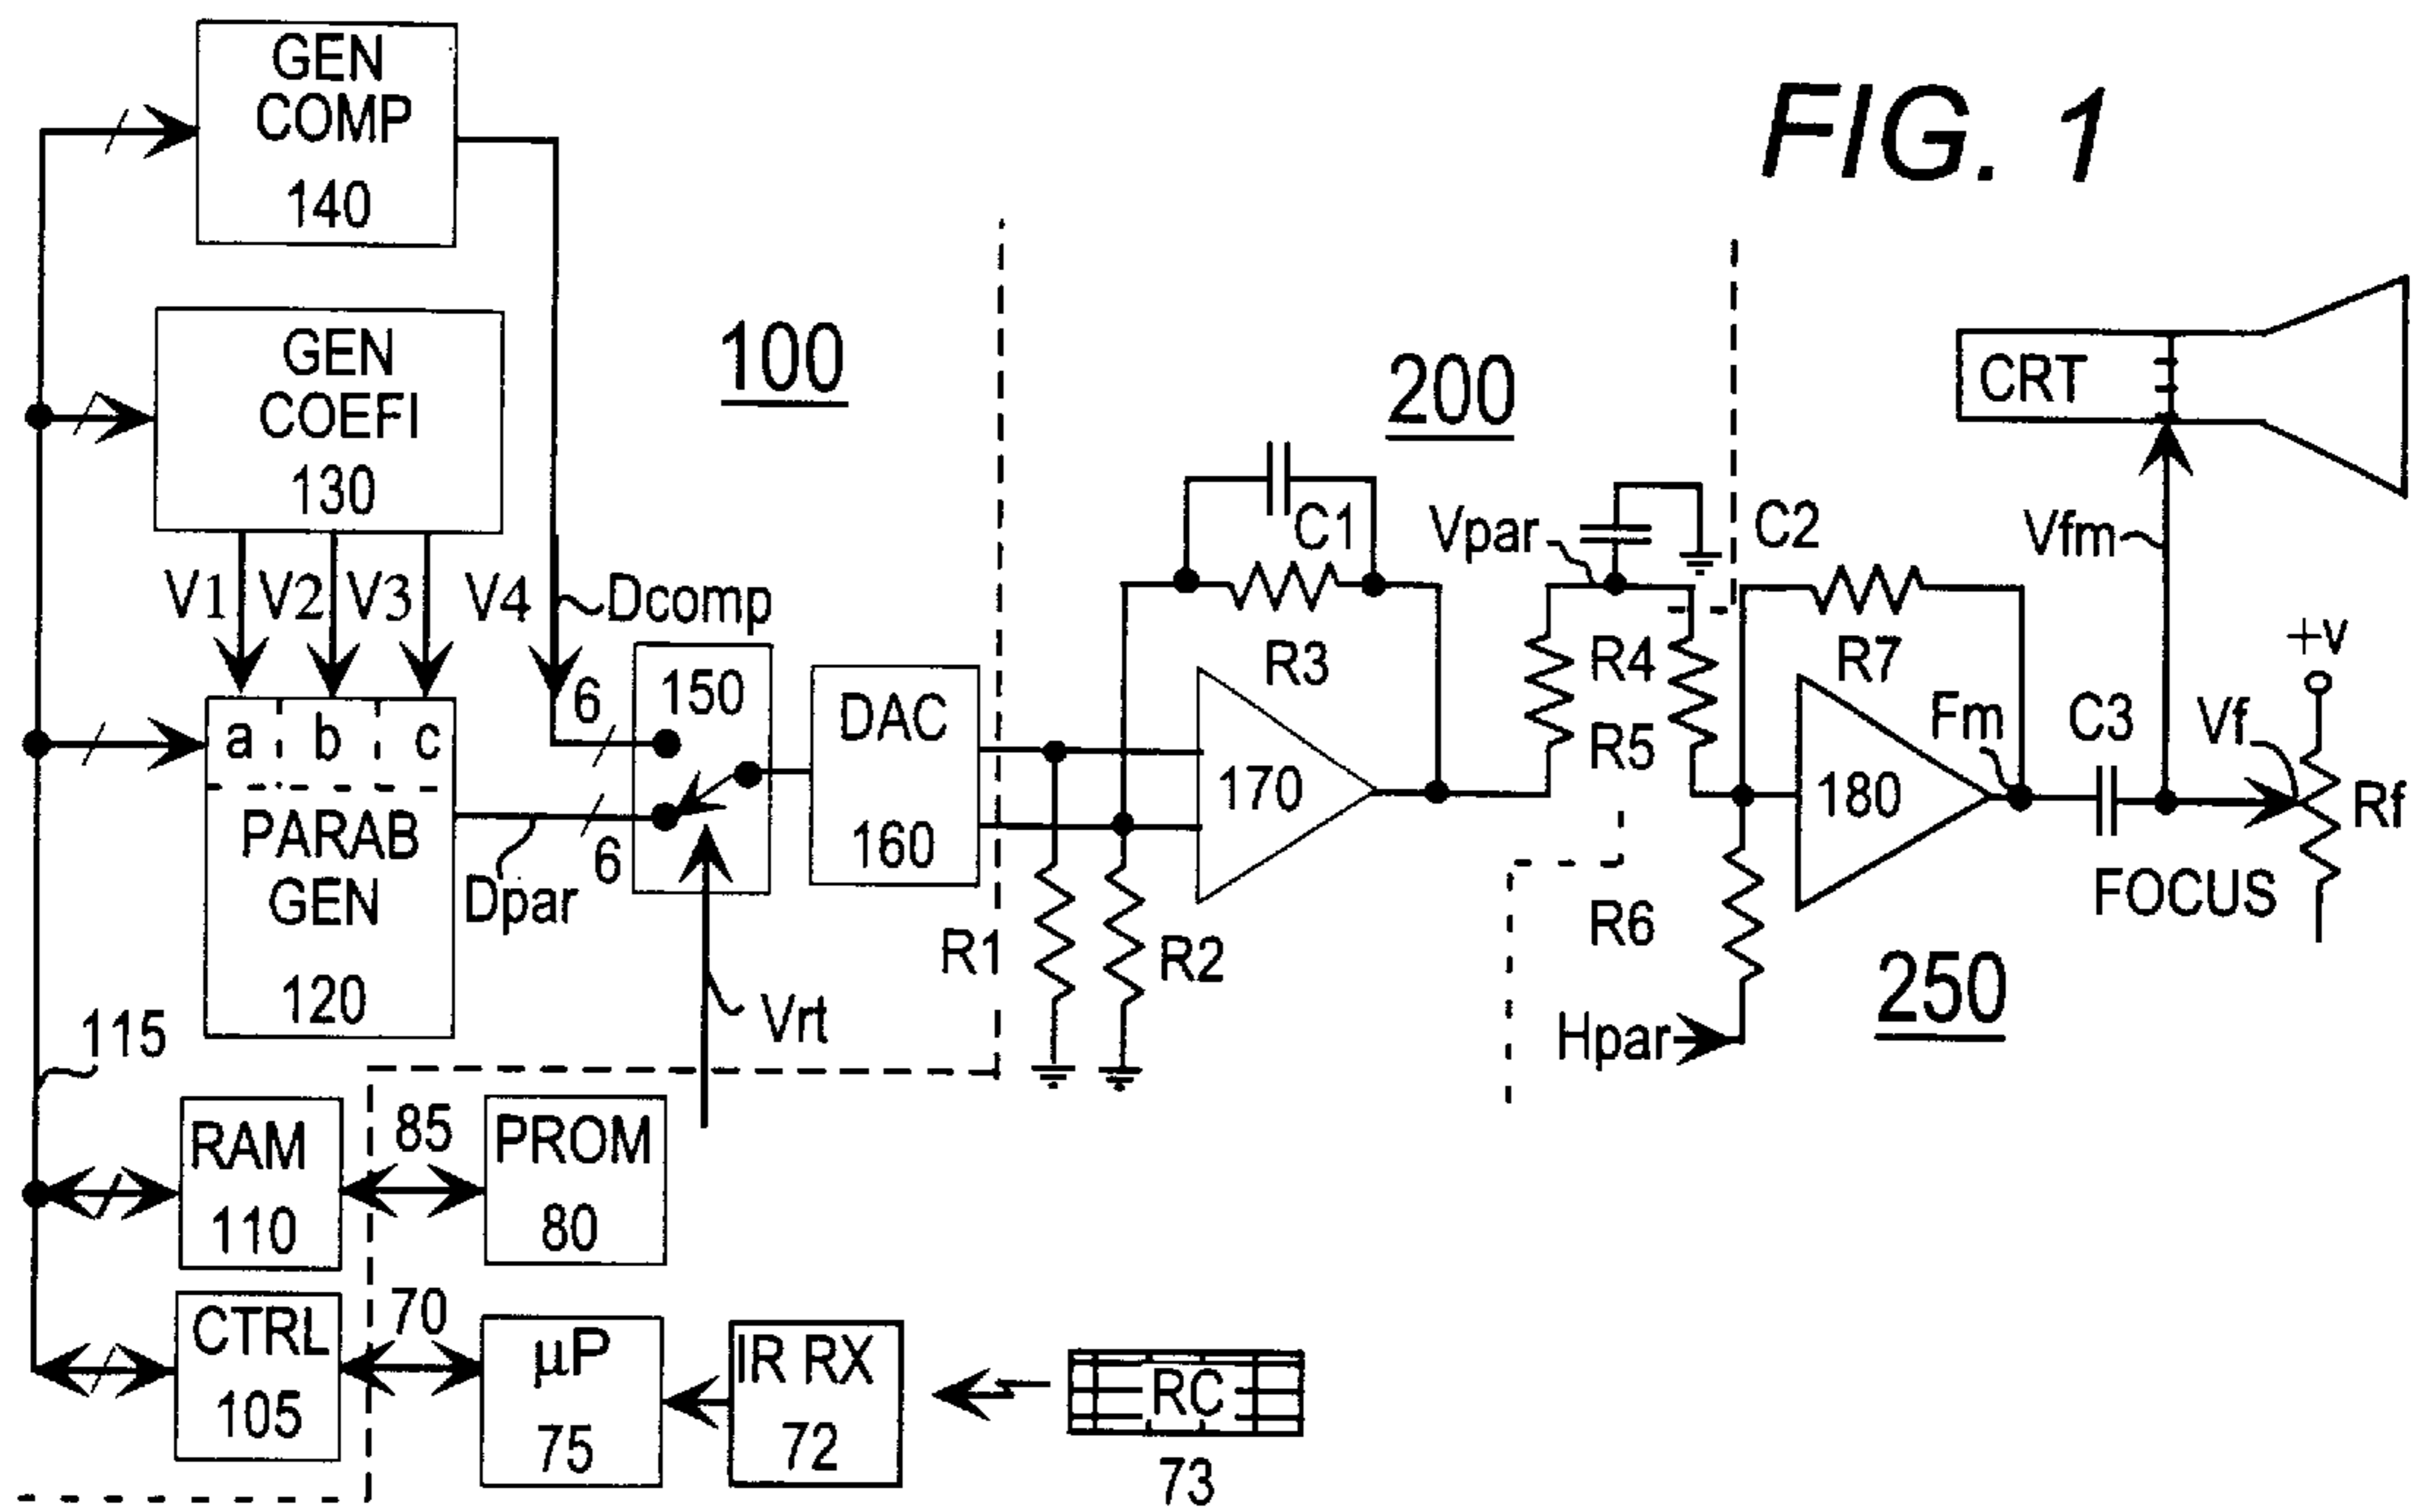 FIG. 1
GEN
COMP
140
GEN
COEFI
130
100
200
CRT
V1
V2
V3
V4
Dcomp
C1
Vpar
C2
Vfm
R3
R4
R7
+v
6
150
DAC
160
a
b
c
PARAB
GEN
120
Dpar
6
170
R5
180
Fm
C3
Vf
Rf
FOCUS
R1
R2
R6
250
Vrt
Hpar
115
RAM
110
85
PROM
80
CTRL
105
70
µP
75
IR RX
72
RC
73